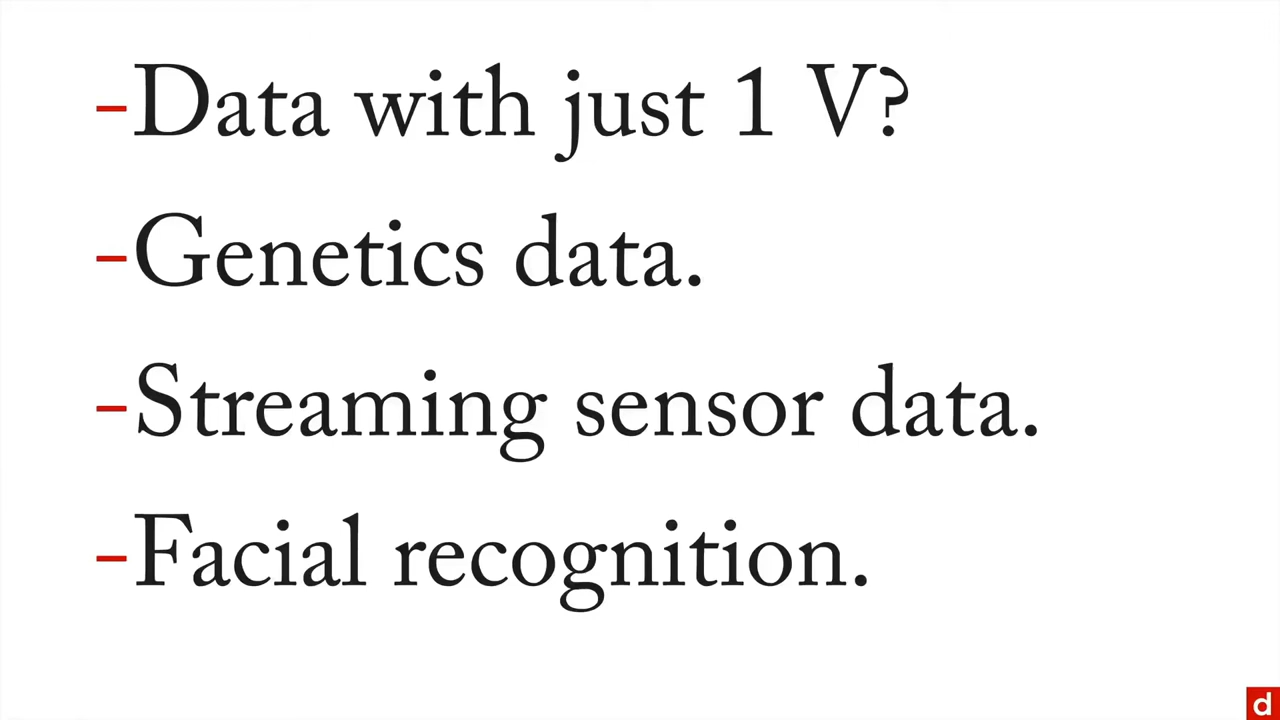 -Data with just 1 V?
-Genetics data.
-Streaming sensor data.
-Facial recognition.
d